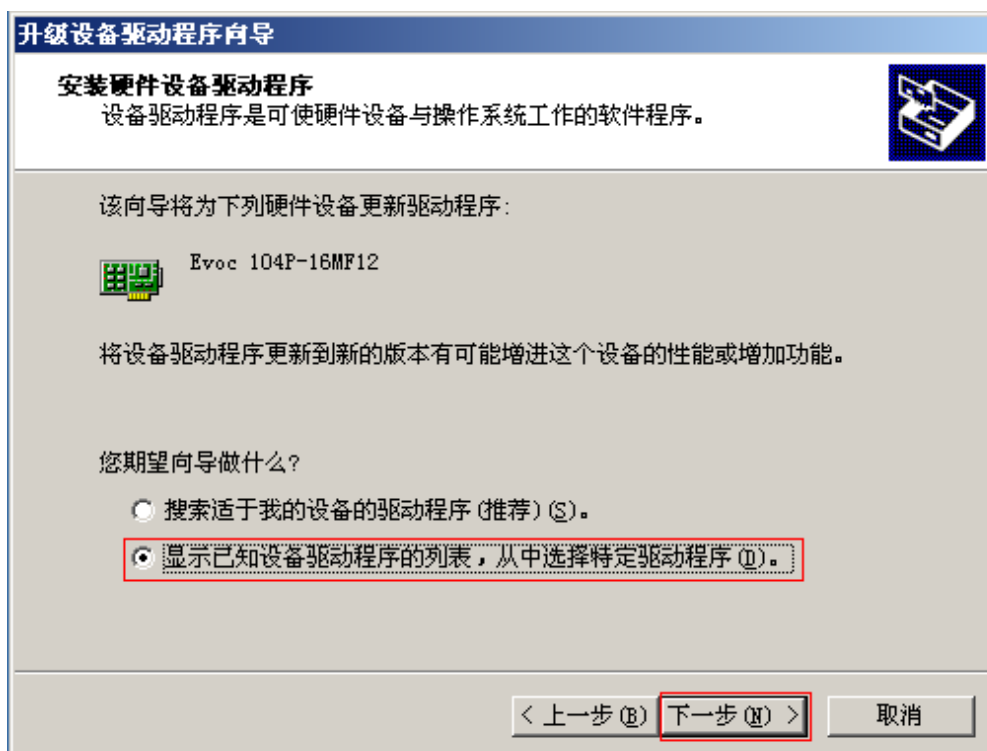 升级设备驱动程序向导
安装硬件设备驱动程序
设备驱动程序是可使硬件设备与操作系统工作的软件程序。
该向导将为下列硬件设备更新驱动程序:
Evoc 104P-16MF12
将设备驱动程序更新到新的版本有可能增进这个设备的性能或增加功能。
您期望向导做什么?
搜索适于我的设备的驱动程序(推荐)(S)。
显示已知设备驱动程序的列表，从中选择特定驱动程序(D)。
< 上一步(B) 下一步(N) > 取消